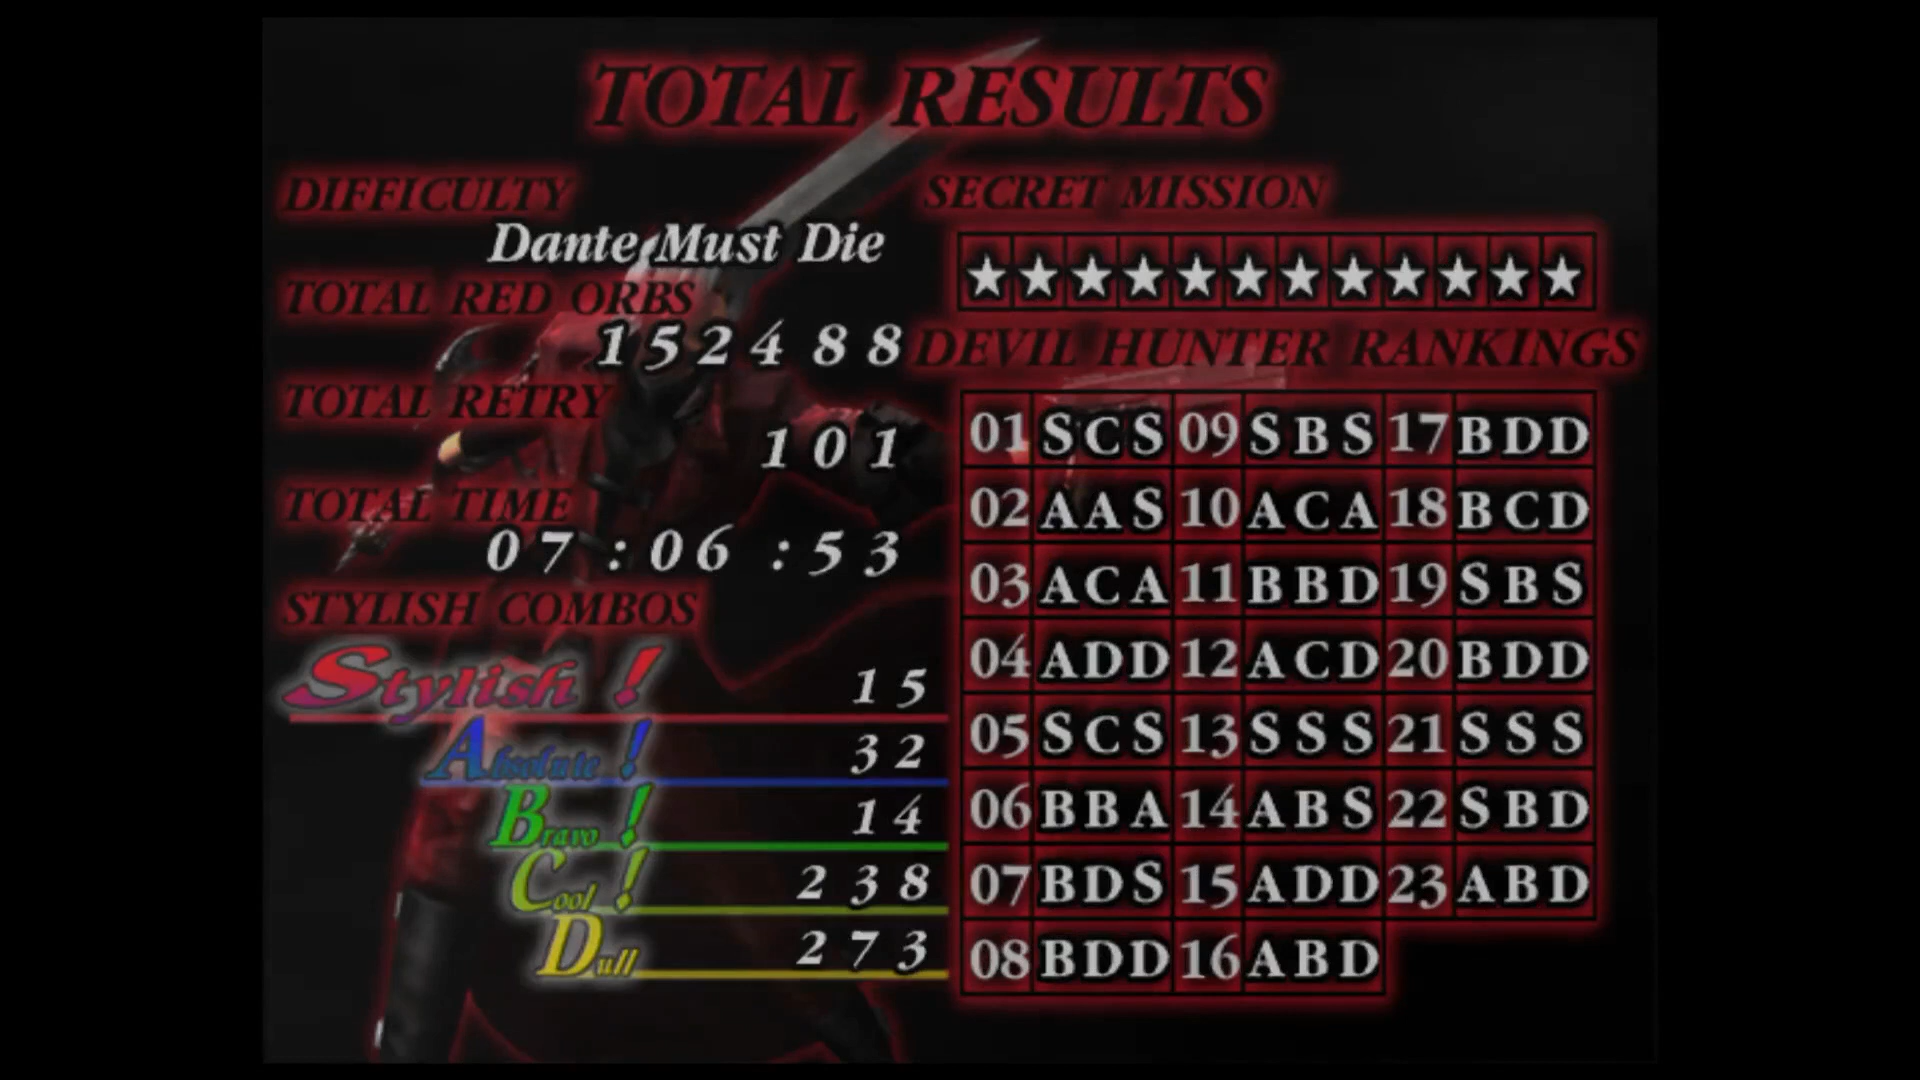 TOTAL RESULTS
DIFFICULTY
Dante Must Die
TOTAL RED ORBS
152488
TOTAL RETRY
101
TOTAL TIME
07:06:53
STYLISH COMBOS
Stylish! 15
Absolute! 32
Bravo! 14
Cool! 238
Dull 273
SECRET MISSION
★★★★★★★★★★★★
DEVIL HUNTER RANKINGS
01 SCS 09 SBS 17 BDD
02 AAS 10 ACA 18 BCD
03 ACA 11 BBD 19 SBS
04 ADD 12 ACD 20 BDD
05 SCS 13 SSS 21 SSS
06 BBA 14 ABS 22 SBD
07 BDS 15 ADD 23 ABD
08 BDD 16 ABD